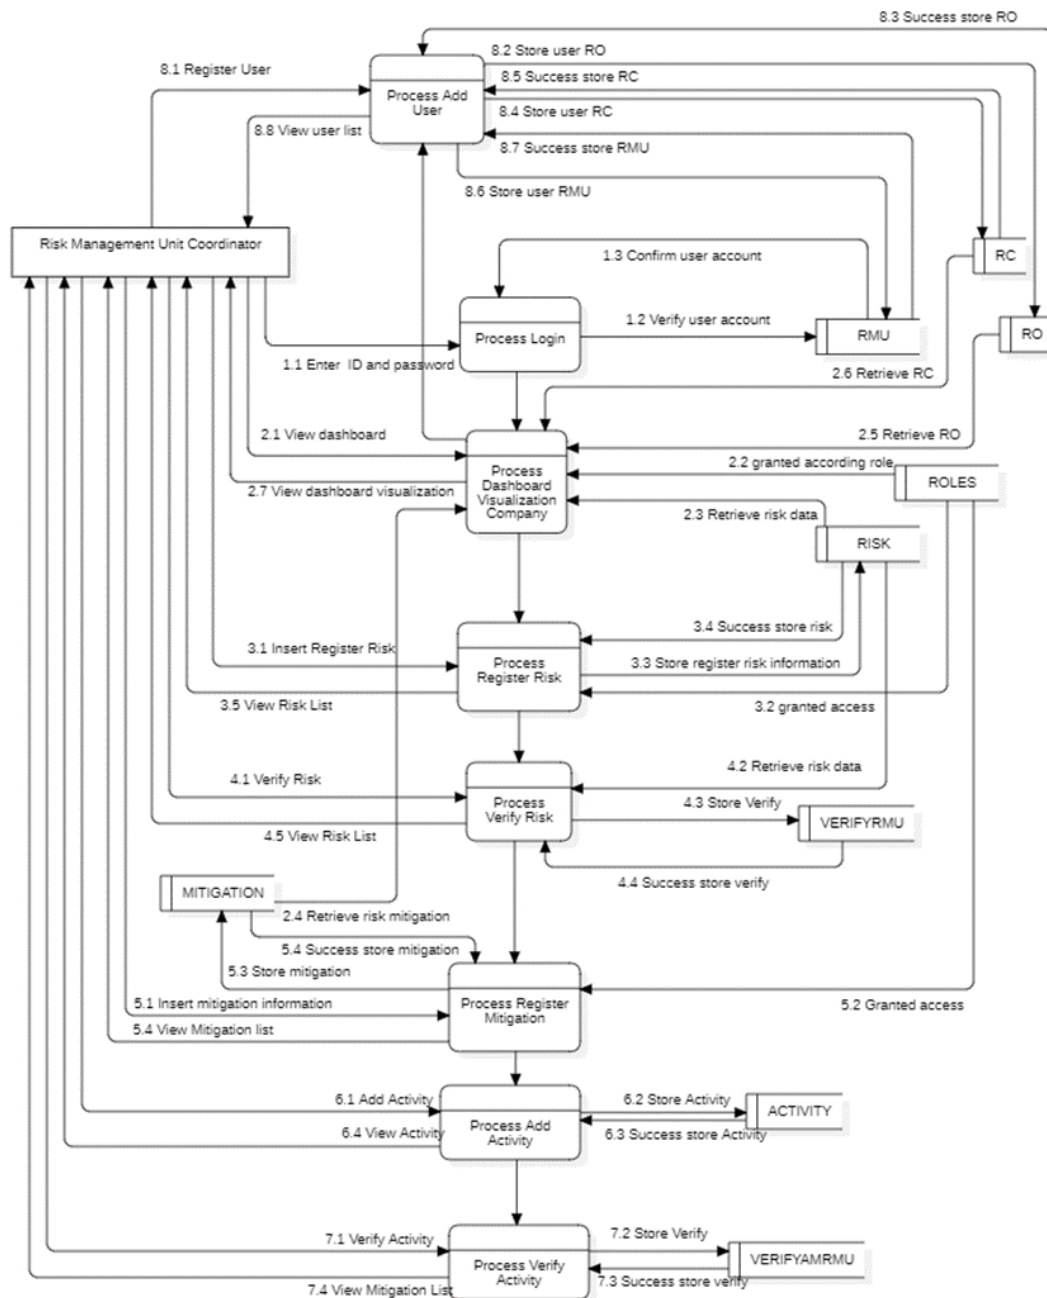 8.3 Success store RO
8.2 Store user RO
8.1 Register User
8.5 Success store RC
Process Add
User
8.4 Store user RC
8.8 View user list
8.7 Success store RMU
8.6 Store user RMU
Risk Management Unit Coordinator
1.3 Confirm user account
RC
1.2 Verify user account
Process Login
RMU
RO
1.1 Enter ID and password
2.6 Retrieve RC
2.1 View dashboard
2.5 Retrieve RO
2.2 granted according role
Process
Dashboard
Visualization
Company
ROLES
2.7 View dashboard visualization
2.3 Retrieve risk data
RISK
3.4 Success store risk
3.1 Insert Register Risk
Process
Register Risk
3.3 Store register risk information
3.5 View Risk List
3.2 granted access
4.2 Retrieve risk data
4.1 Verify Risk
4.3 Store Verify
Process
Verify Risk
VERIFYRMU
4.5 View Risk List
4.4 Success store verify
MITIGATION
2.4 Retrieve risk mitigation
5.4 Success store mitigation
5.3 Store mitigation
5.1 Insert mitigation information
Process Register
Mitigation
5.2 Granted access
5.4 View Mitigation list
6.1 Add Activity
6.2 Store Activity
ACTIVITY
Process Add
Activity
6.4 View Activity
6.3 Success store Activity
7.1 Verify Activity
7.2 Store Verify
Process Verify
Activity
VERIFYAMRMU
7.3 Success store verify
7.4 View Mitigation List